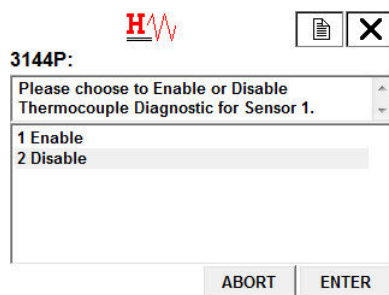 H
3144P:
Please choose to Enable or Disable
Thermocouple Diagnostic for Sensor 1.
1 Enable
2 Disable
ABORT ENTER